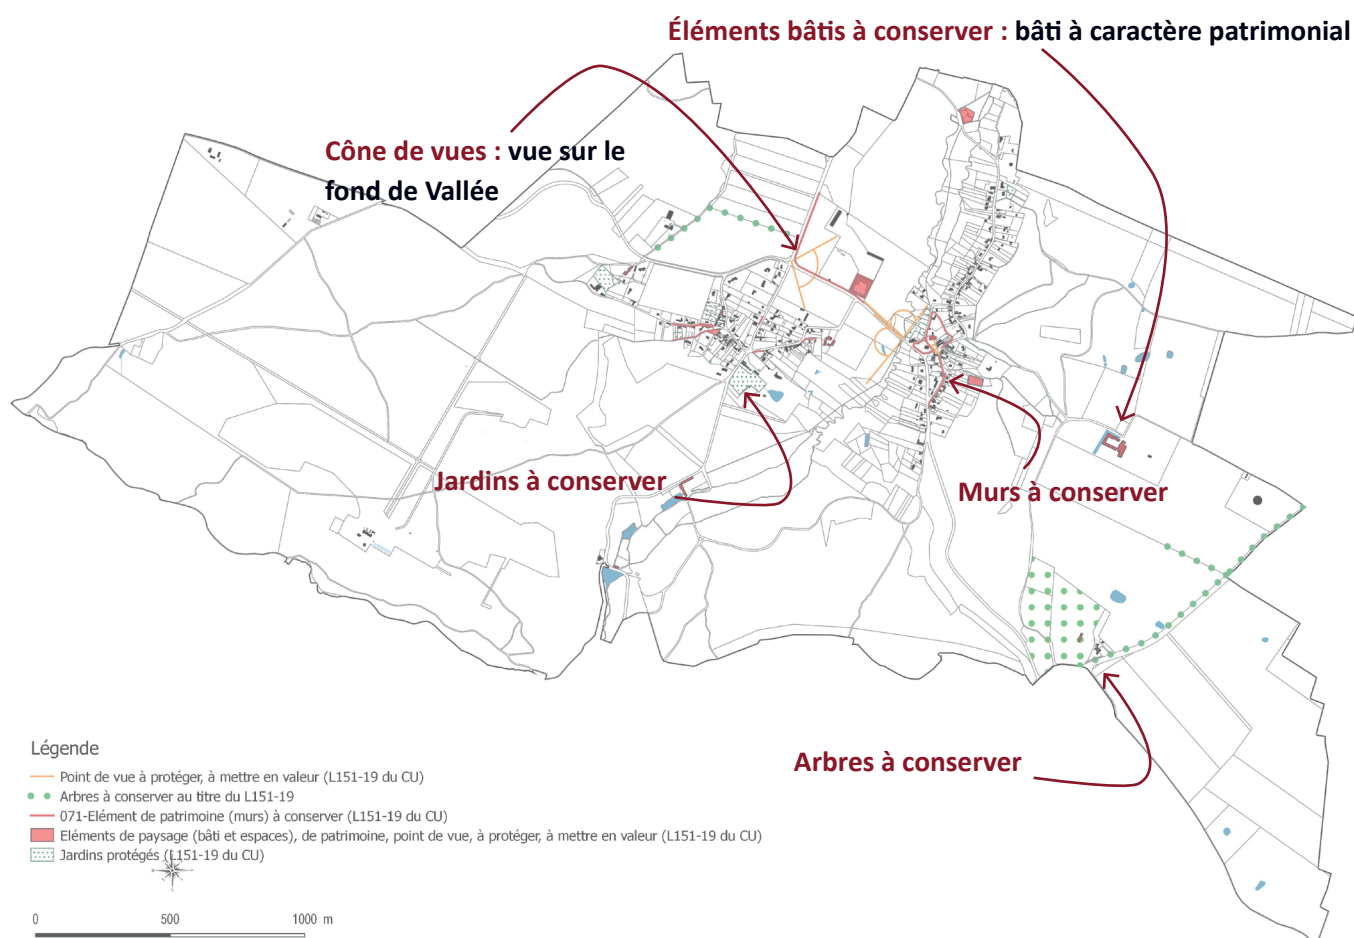 Éléments bâtis à conserver : bâti à caractère patrimonial
Cône de vues : vue sur le
fond de Vallée
Jardins à conserver
Murs à conserver
Arbres à conserver
Légende
Point de vue à protéger, à mettre en valeur (L151-19 du CU)
Arbres à conserver au titre du L151-19
071-Elément de patrimoine (murs) à conserver (L151-19 du CU)
Eléments de paysage (bâti et espaces), de patrimoine, point de vue, à protéger, à mettre en valeur (L151-19 du CU)
Jardins protégés (L151-19 du CU)
0 500 1000 m